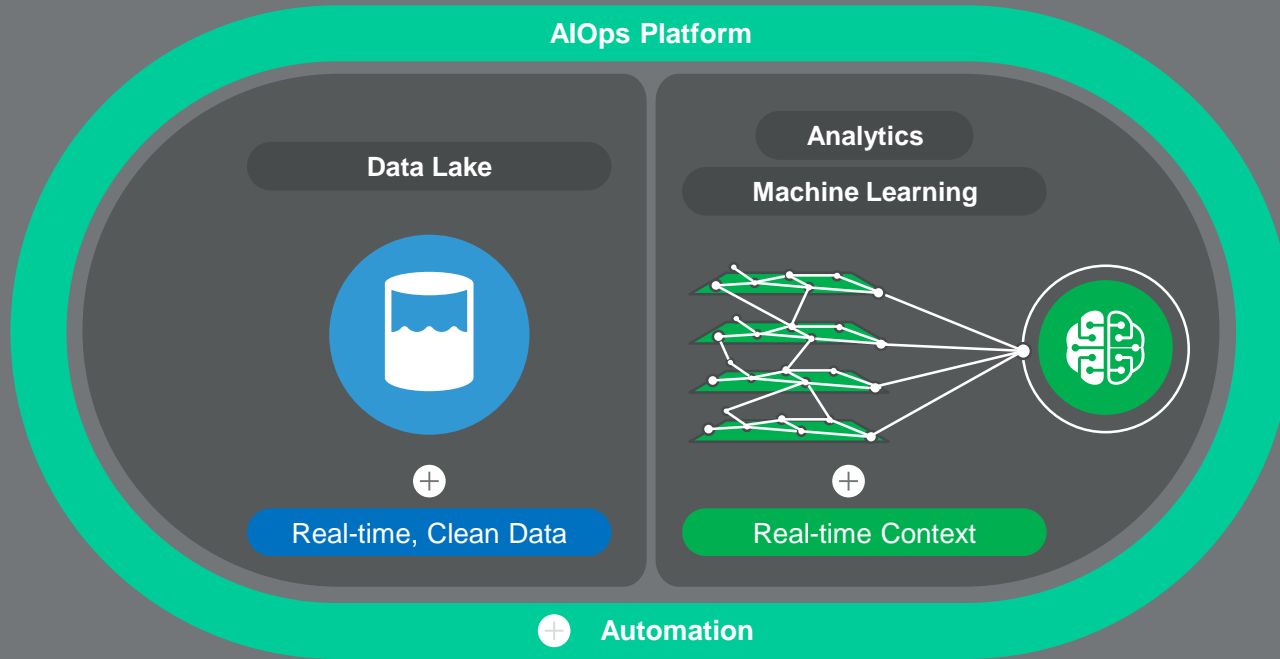 AIOps Platform
Data Lake
Real-time, Clean Data
Analytics
Machine Learning
Real-time Context
Automation